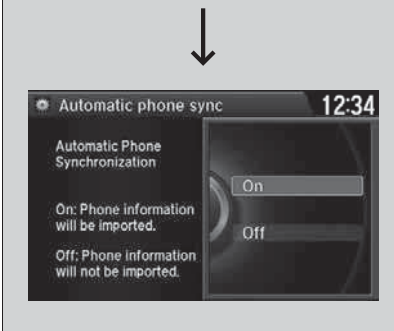 Automatic phone sync 12:34
Automatic Phone
Synchronization
On: Phone information
will be imported.
Off: Phone information
will not be imported.
On
Off